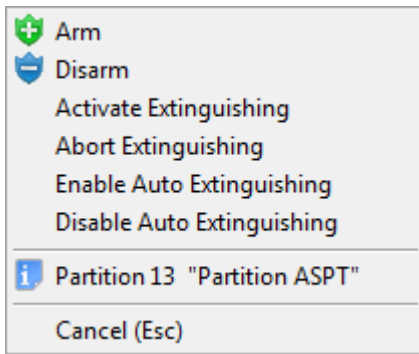 Arm
Disarm
Activate Extinguishing
Abort Extinguishing
Enable Auto Extinguishing
Disable Auto Extinguishing
Partition 13 "Partition ASPT"
Cancel (Esc)